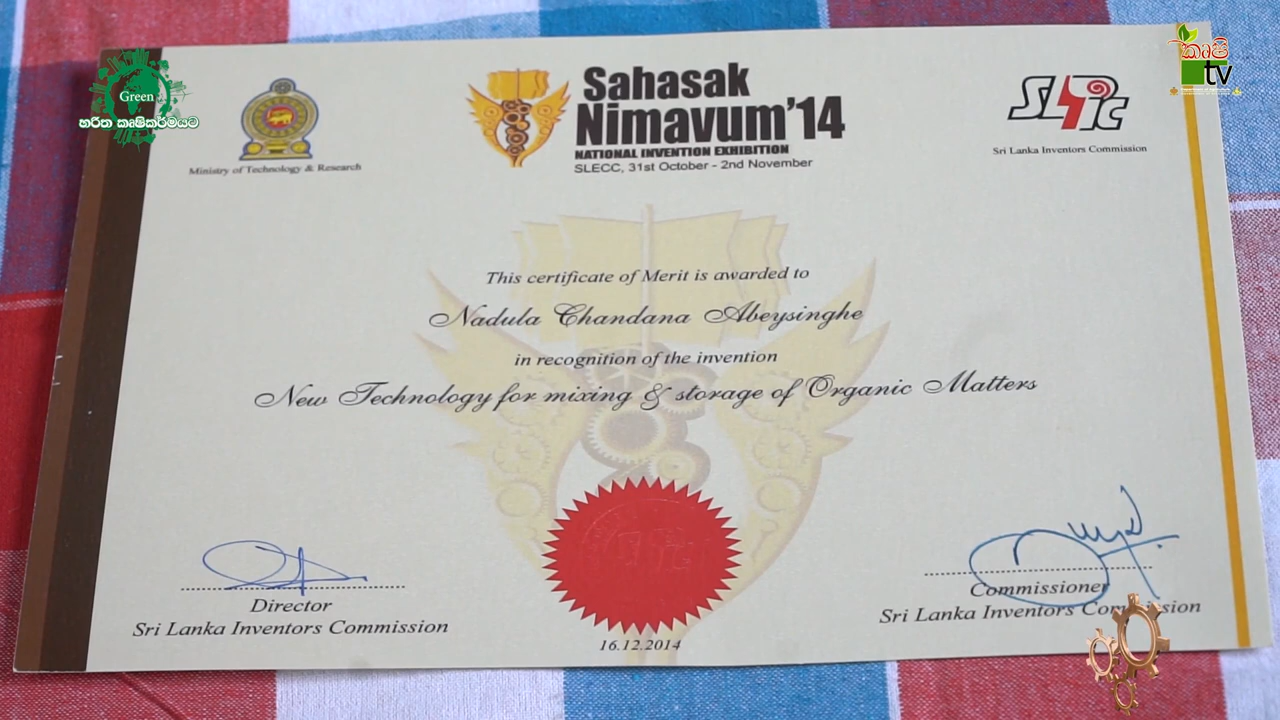 Green
හරිත කෘෂිකර්මයට
කෘෂි
tv
Ministry of Technology & Research
Sahasak
Nimavum'14
NATIONAL INVENTION EXHIBITION
SLECC, 31st October - 2nd November
SLIC
Sri Lanka Inventors Commission
This certificate of Merit is awarded to
Nadula Chandana Abeysinghe
in recognition of the invention
New Technology for mixing & storage of Organic Matters
Director
Sri Lanka Inventors Commission
Commissioner
Sri Lanka Inventors Commission
16.12.2014